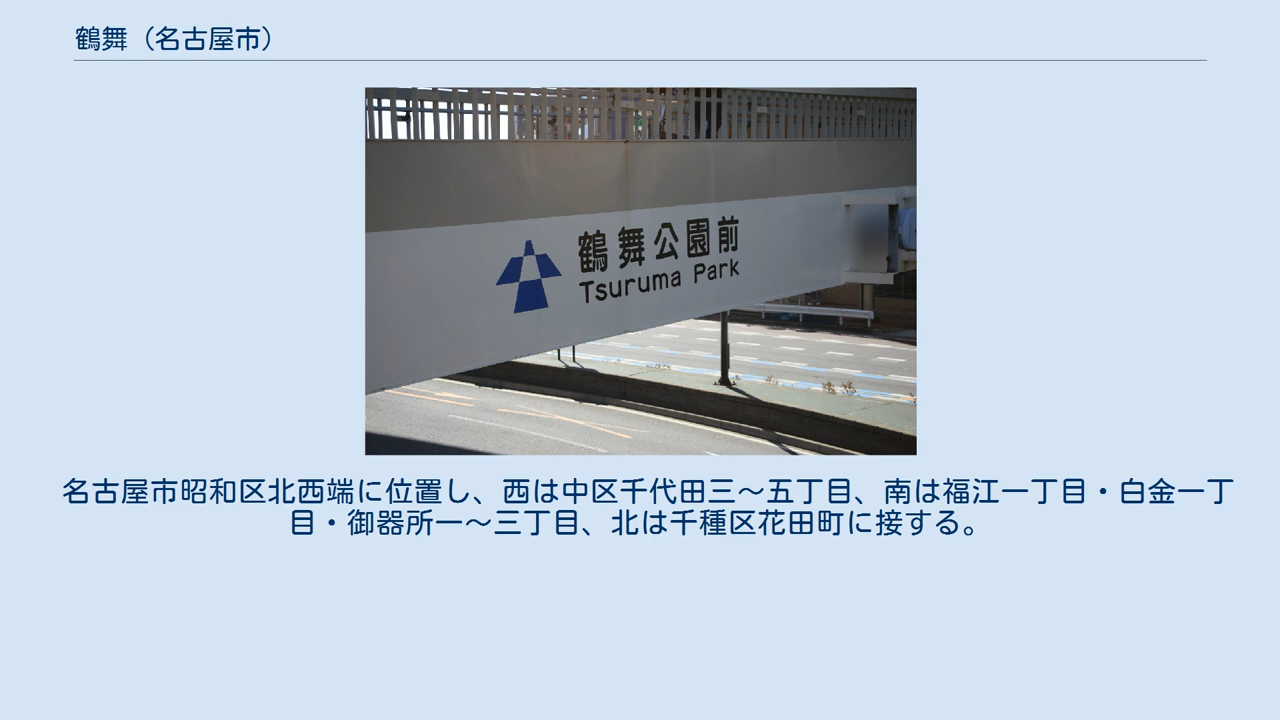 鶴舞（名古屋市）
鶴舞公園前
Tsuruma Park
名古屋市昭和区北西端に位置し、西は中区千代田三～五丁目、南は福江一丁目・白金一丁
目・御器所一～三丁目、北は千種区花田町に接する。